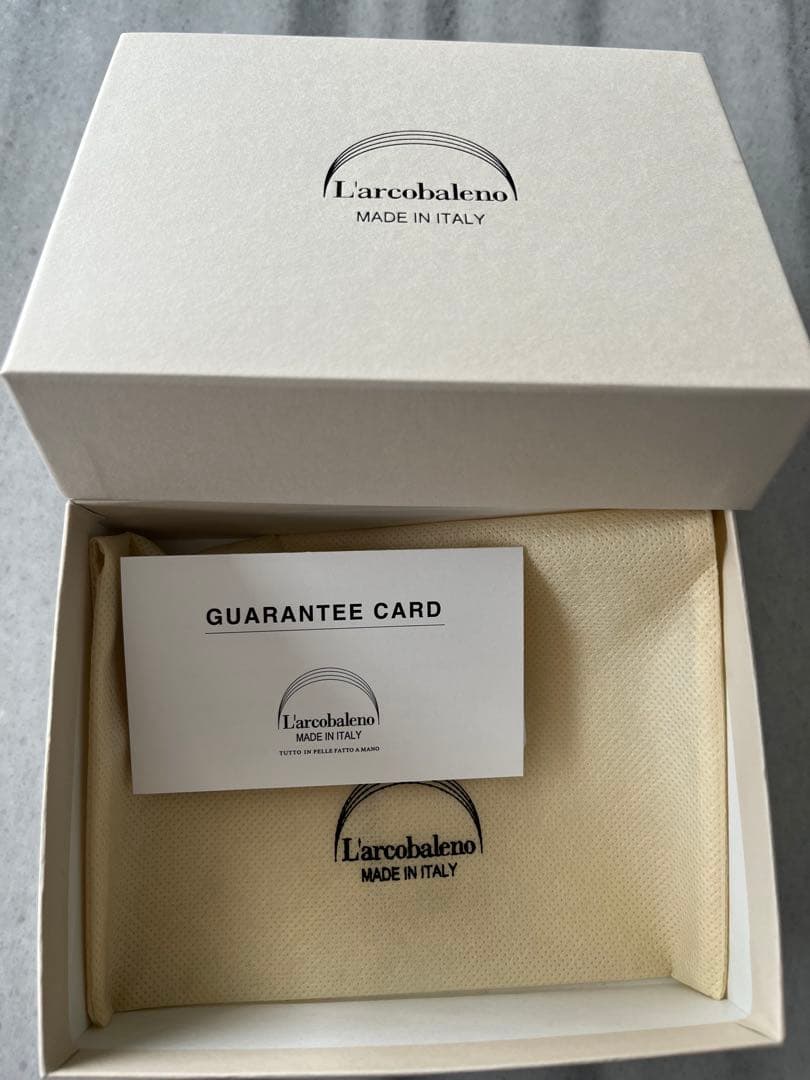 L'arcobaleno
MADE IN ITALY
GUARANTEE CARD
L'arcobaleno
MADE IN ITALY
TUTTO IN PELLE FATTO A MANO
L'arcobaleno
MADE IN ITALY